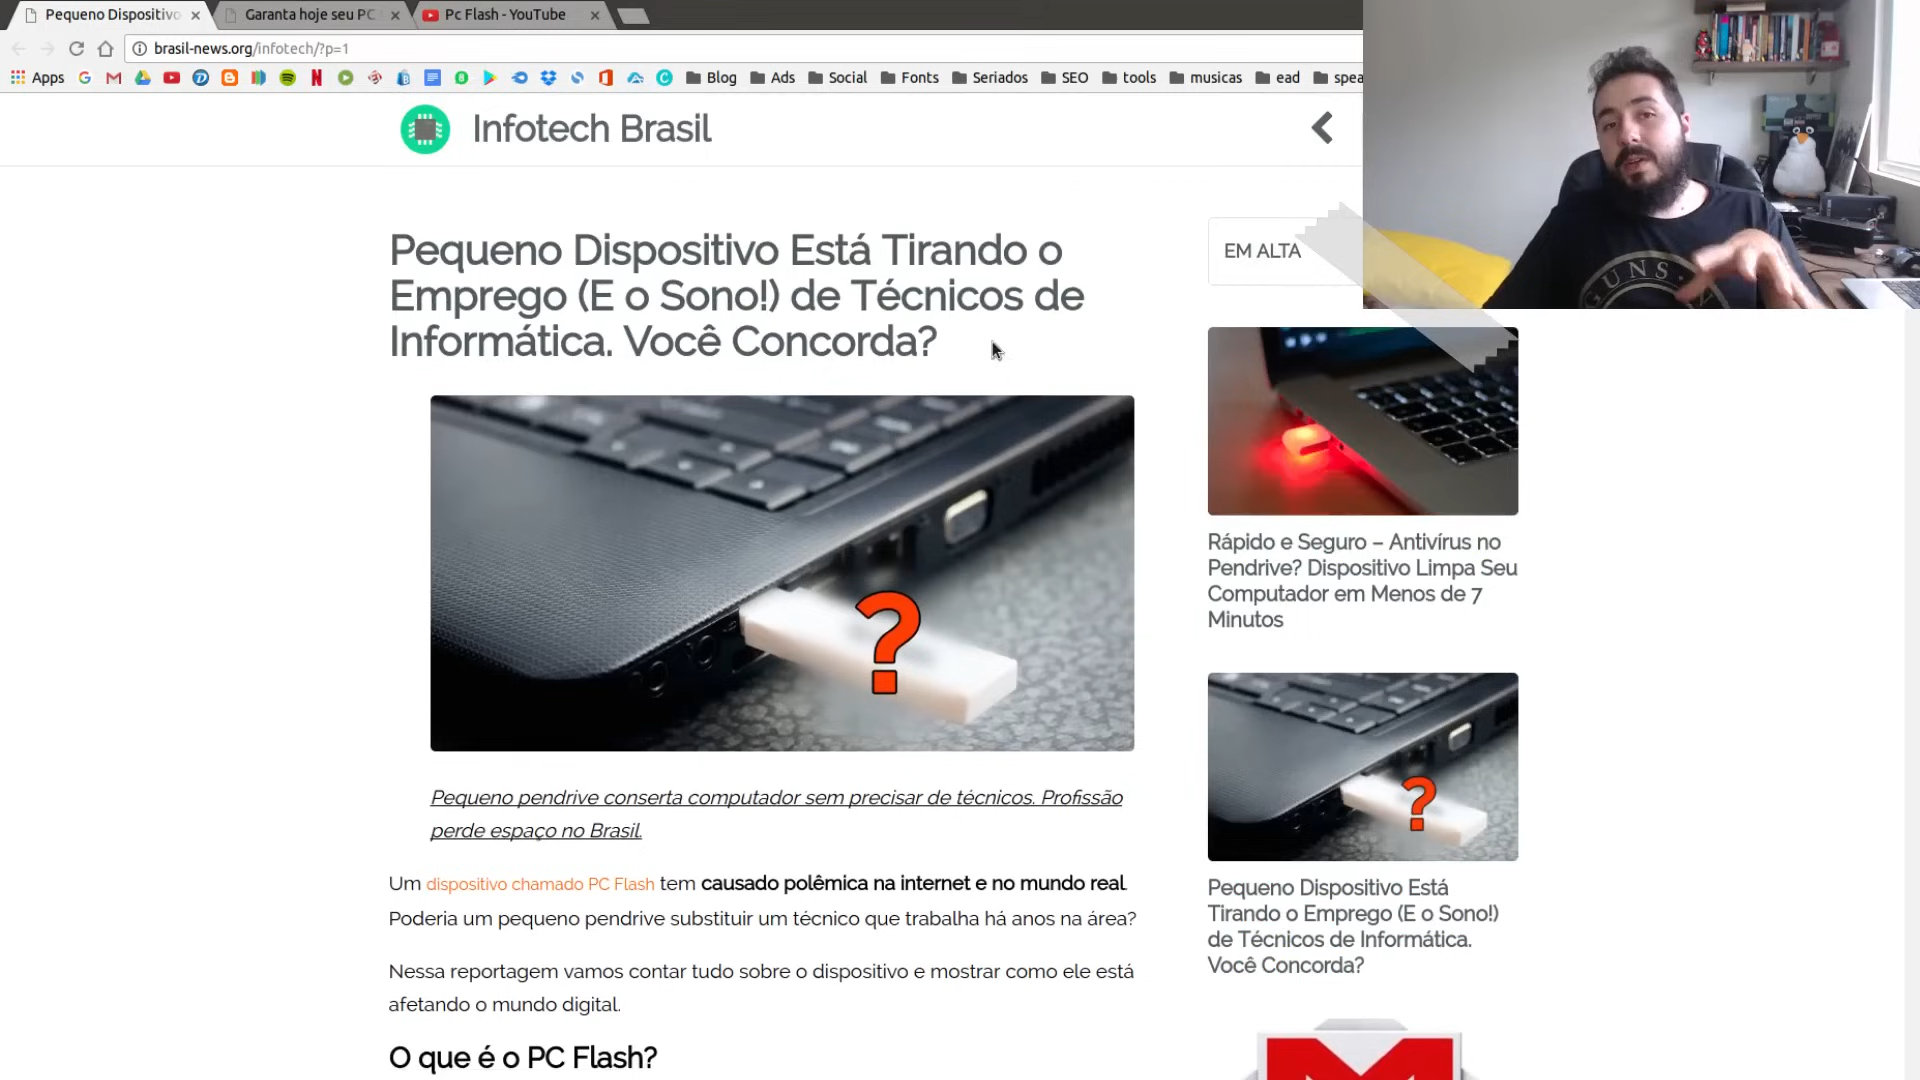 Pequeno Dispositivo
Garanta hoje seu PC
Pc Flash - YouTube
brasil-news.org/infotech/?p=1
Apps
Blog
Ads
Social
Fonts
Seriados
SEO
tools
musicas
ead
spea
Infotech Brasil
Pequeno Dispositivo Está Tirando o
Emprego (E o Sono!) de Técnicos de
Informática. Você Concorda?
?
Pequeno pendrive conserta computador sem precisar de técnicos. Profissão
perde espaço no Brasil.
Um dispositivo chamado PC Flash tem causado polêmica na internet e no mundo real.
Poderia um pequeno pendrive substituir um técnico que trabalha há anos na área?
Nessa reportagem vamos contar tudo sobre o dispositivo e mostrar como ele está
afetando o mundo digital.
O que é o PC Flash?
EM ALTA
Rápido e Seguro – Antivírus no
Pendrive? Dispositivo Limpa Seu
Computador em Menos de 7
Minutos
?
Pequeno Dispositivo Está
Tirando o Emprego (E o Sono!)
de Técnicos de Informática.
Você Concorda?
GUNS